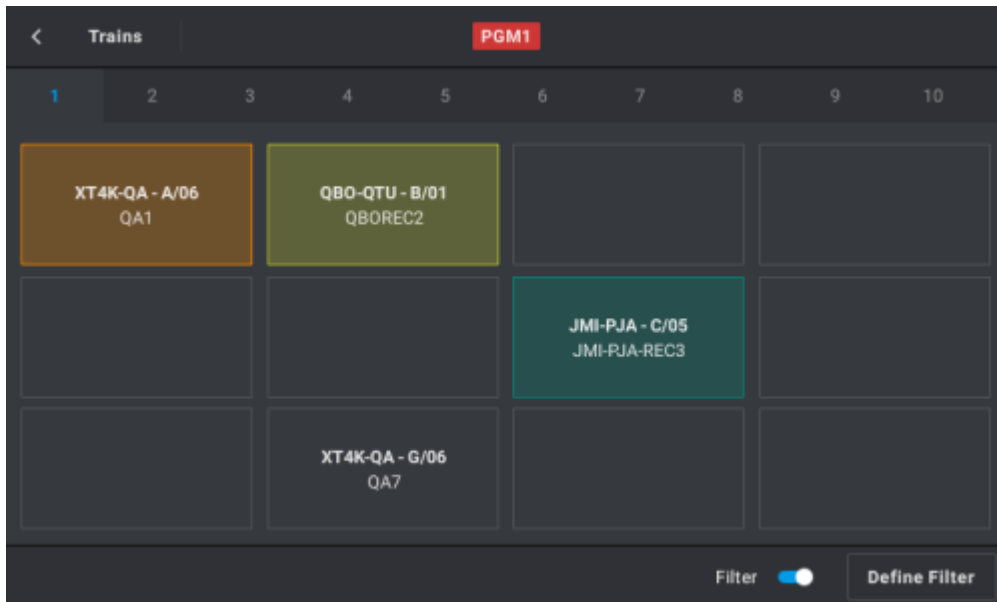 Trains
PGM1
1 2 3 4 5 6 7 8 9 10
XT4K-QA - A/06
QA1
QBO-QTU - B/01
QBOREC2
JMI-PJA - C/05
JMI-PJA-REC3
XT4K-QA - G/06
QA7
Filter
Define Filter